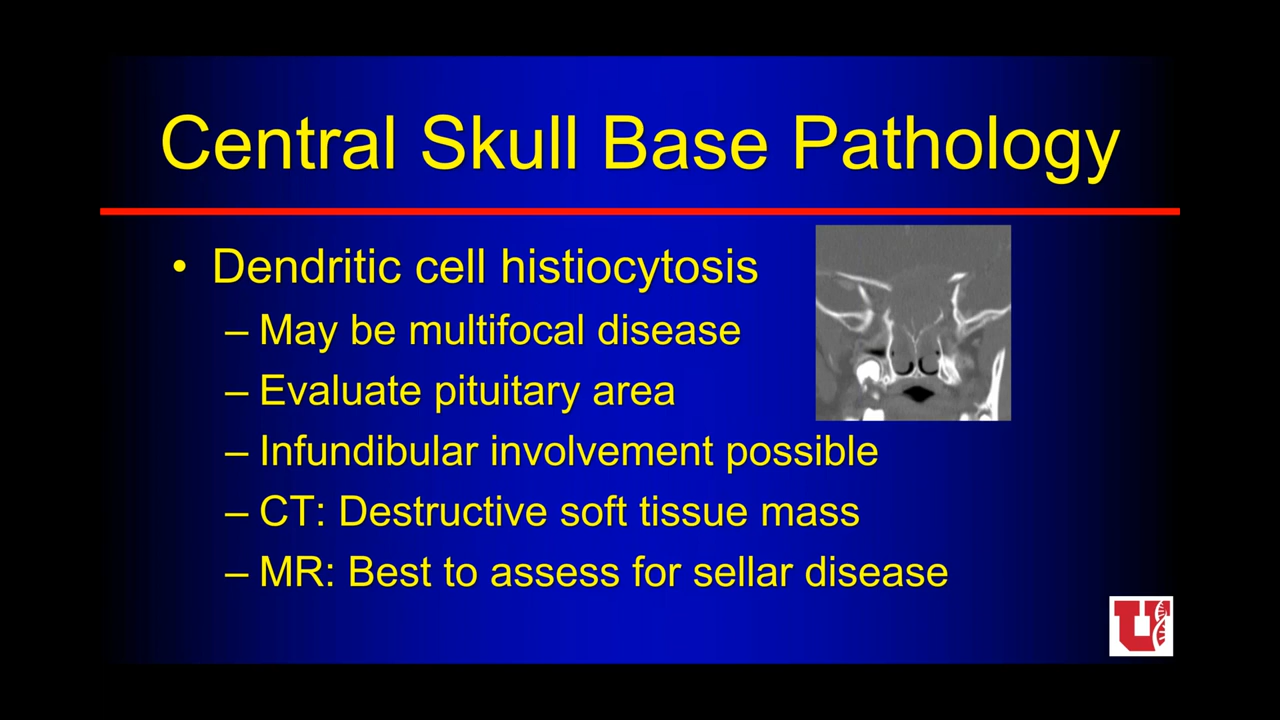 Central Skull Base Pathology
• Dendritic cell histiocytosis
– May be multifocal disease
– Evaluate pituitary area
– Infundibular involvement possible
– CT: Destructive soft tissue mass
– MR: Best to assess for sellar disease
U